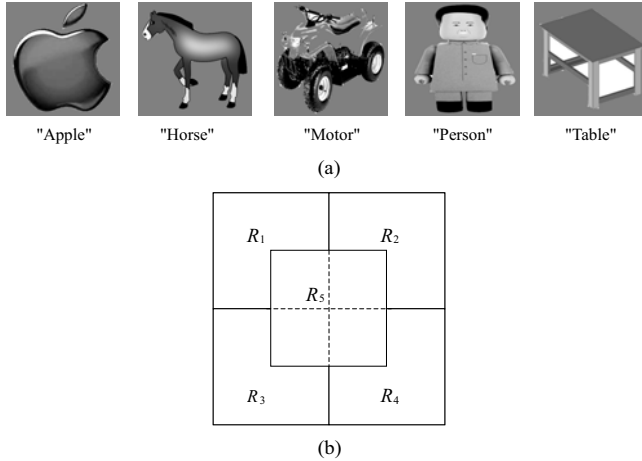 "Apple" "Horse" "Motor" "Person" "Table"
(a)
R1 R2
R5
R3 R4
(b)